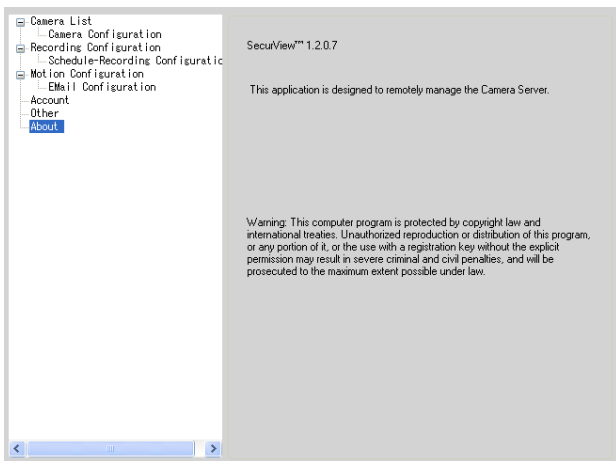 Camera List
Camera Configuration
Recording Configuration
Schedule-Recording Configuratio
Motion Configuration
EMail Configuration
Account
Other
About
SecurView™ 1.2.0.7
This application is designed to remotely manage the Camera Server.
Warning: This computer program is protected by copyright law and
international treaties. Unauthorized reproduction or distribution of this program,
or any portion of it, or the use with a registration key without the explicit
permission may result in severe criminal and civil penalties, and will be
prosecuted to the maximum extent possible under law.